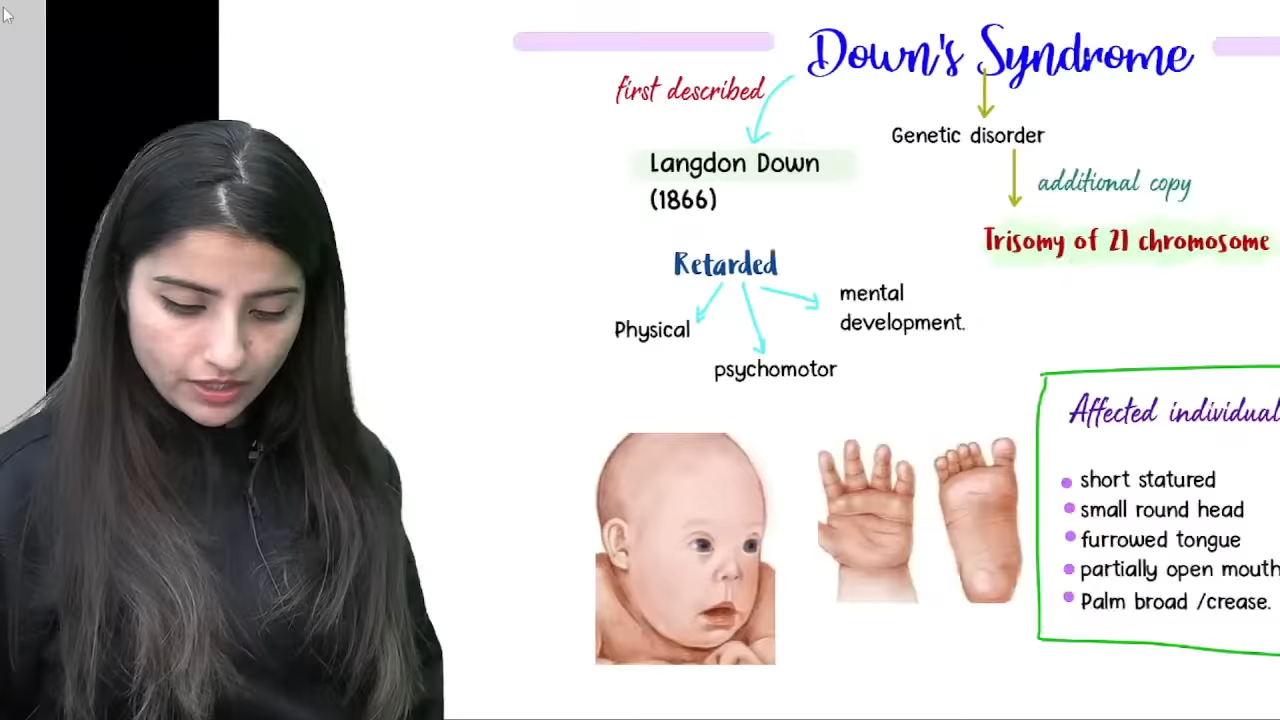 Down's Syndrome
first described
Langdon Down
(1866)
Genetic disorder
additional copy
Trisomy of 21 chromosome
Retarded
Physical
psychomotor
mental
development.
Affected individual
short statured
small round head
furrowed tongue
partially open mouth
Palm broad /crease.